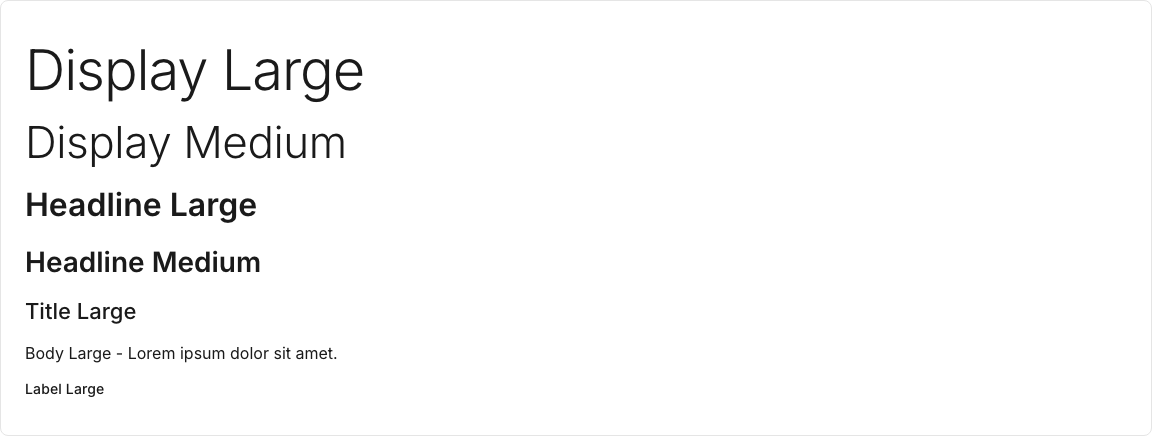 Display Large
Display Medium
Headline Large
Headline Medium
Title Large
Body Large - Lorem ipsum dolor sit amet.
Label Large